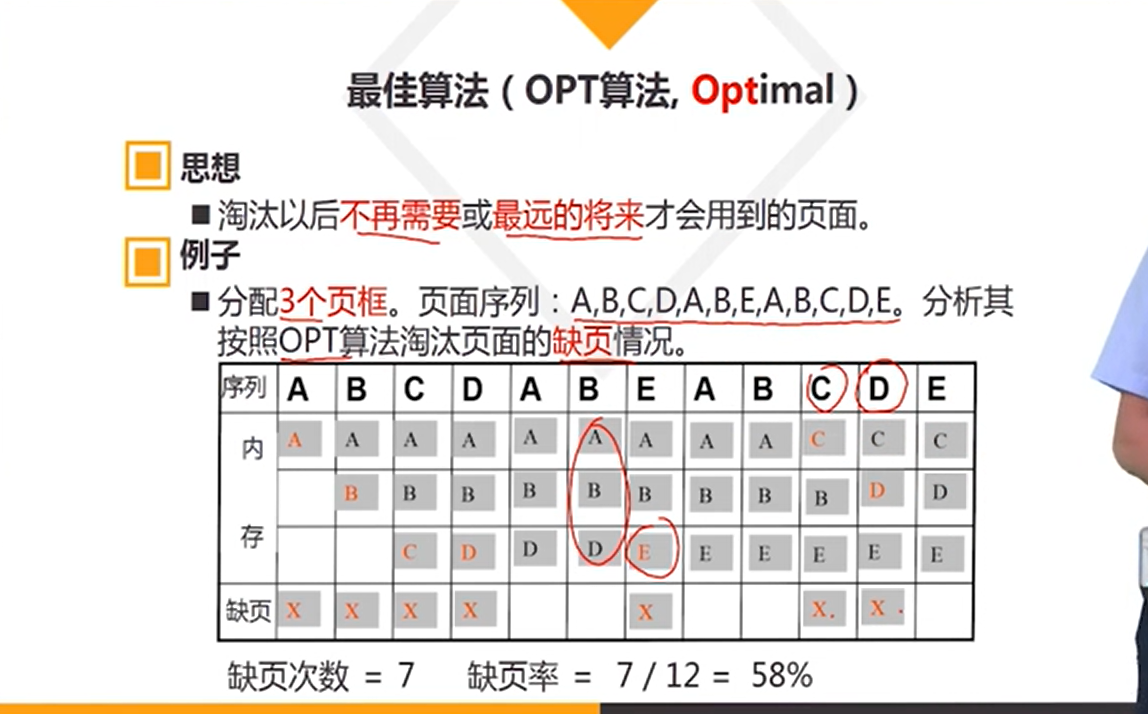 最佳算法（OPT算法, Optimal）
思想
■ 淘汰以后不再需要或最远的将来才会用到的页面。
例子
■ 分配3个页框。页面序列：A,B,C,D,A,B,E,A,B,C,D,E。分析其
按照OPT算法淘汰页面的缺页情况。
序列 A B C D A B E A B C D E
内 A A A A A A A A A C C C
B B B B B B B B B D D
存 C D D D E E E E E E
缺页 X X X X X X. X .
缺页次数 = 7 缺页率 = 7 / 12 = 58%